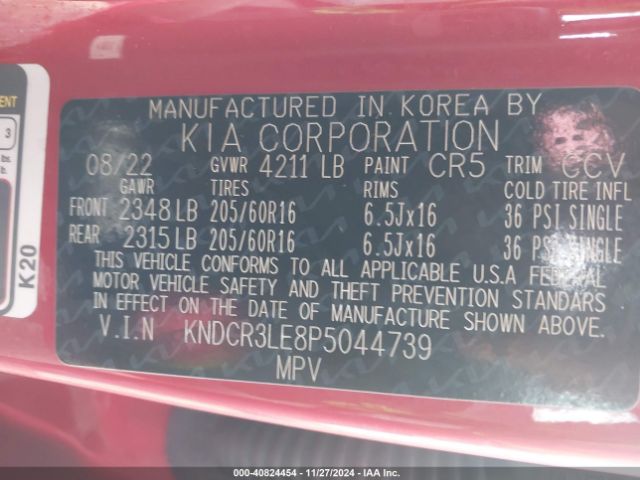 MANUFACTURED IN KOREA BY
KIA CORPORATION
08/22 GVWR 4211 LB PAINT CR5 TRIM CCV
GAWR TIRES RIMS COLD TIRE INFL
FRONT 2348 LB 205/60R16 6.5Jx16 36 PSI SINGLE
REAR 2315 LB 205/60R16 6.5Jx16 36 PSI SINGLE
THIS VEHICLE CONFORMS TO ALL APPLICABLE U.S.A FEDERAL
MOTOR VEHICLE SAFETY AND THEFT PREVENTION STANDARDS
IN EFFECT ON THE DATE OF MANUFACTURE SHOWN ABOVE.
V.I.N KNDCR3LE8P5044739
MPV
3
K20
000-40824454 - 11/27/2024 - IAA Inc.